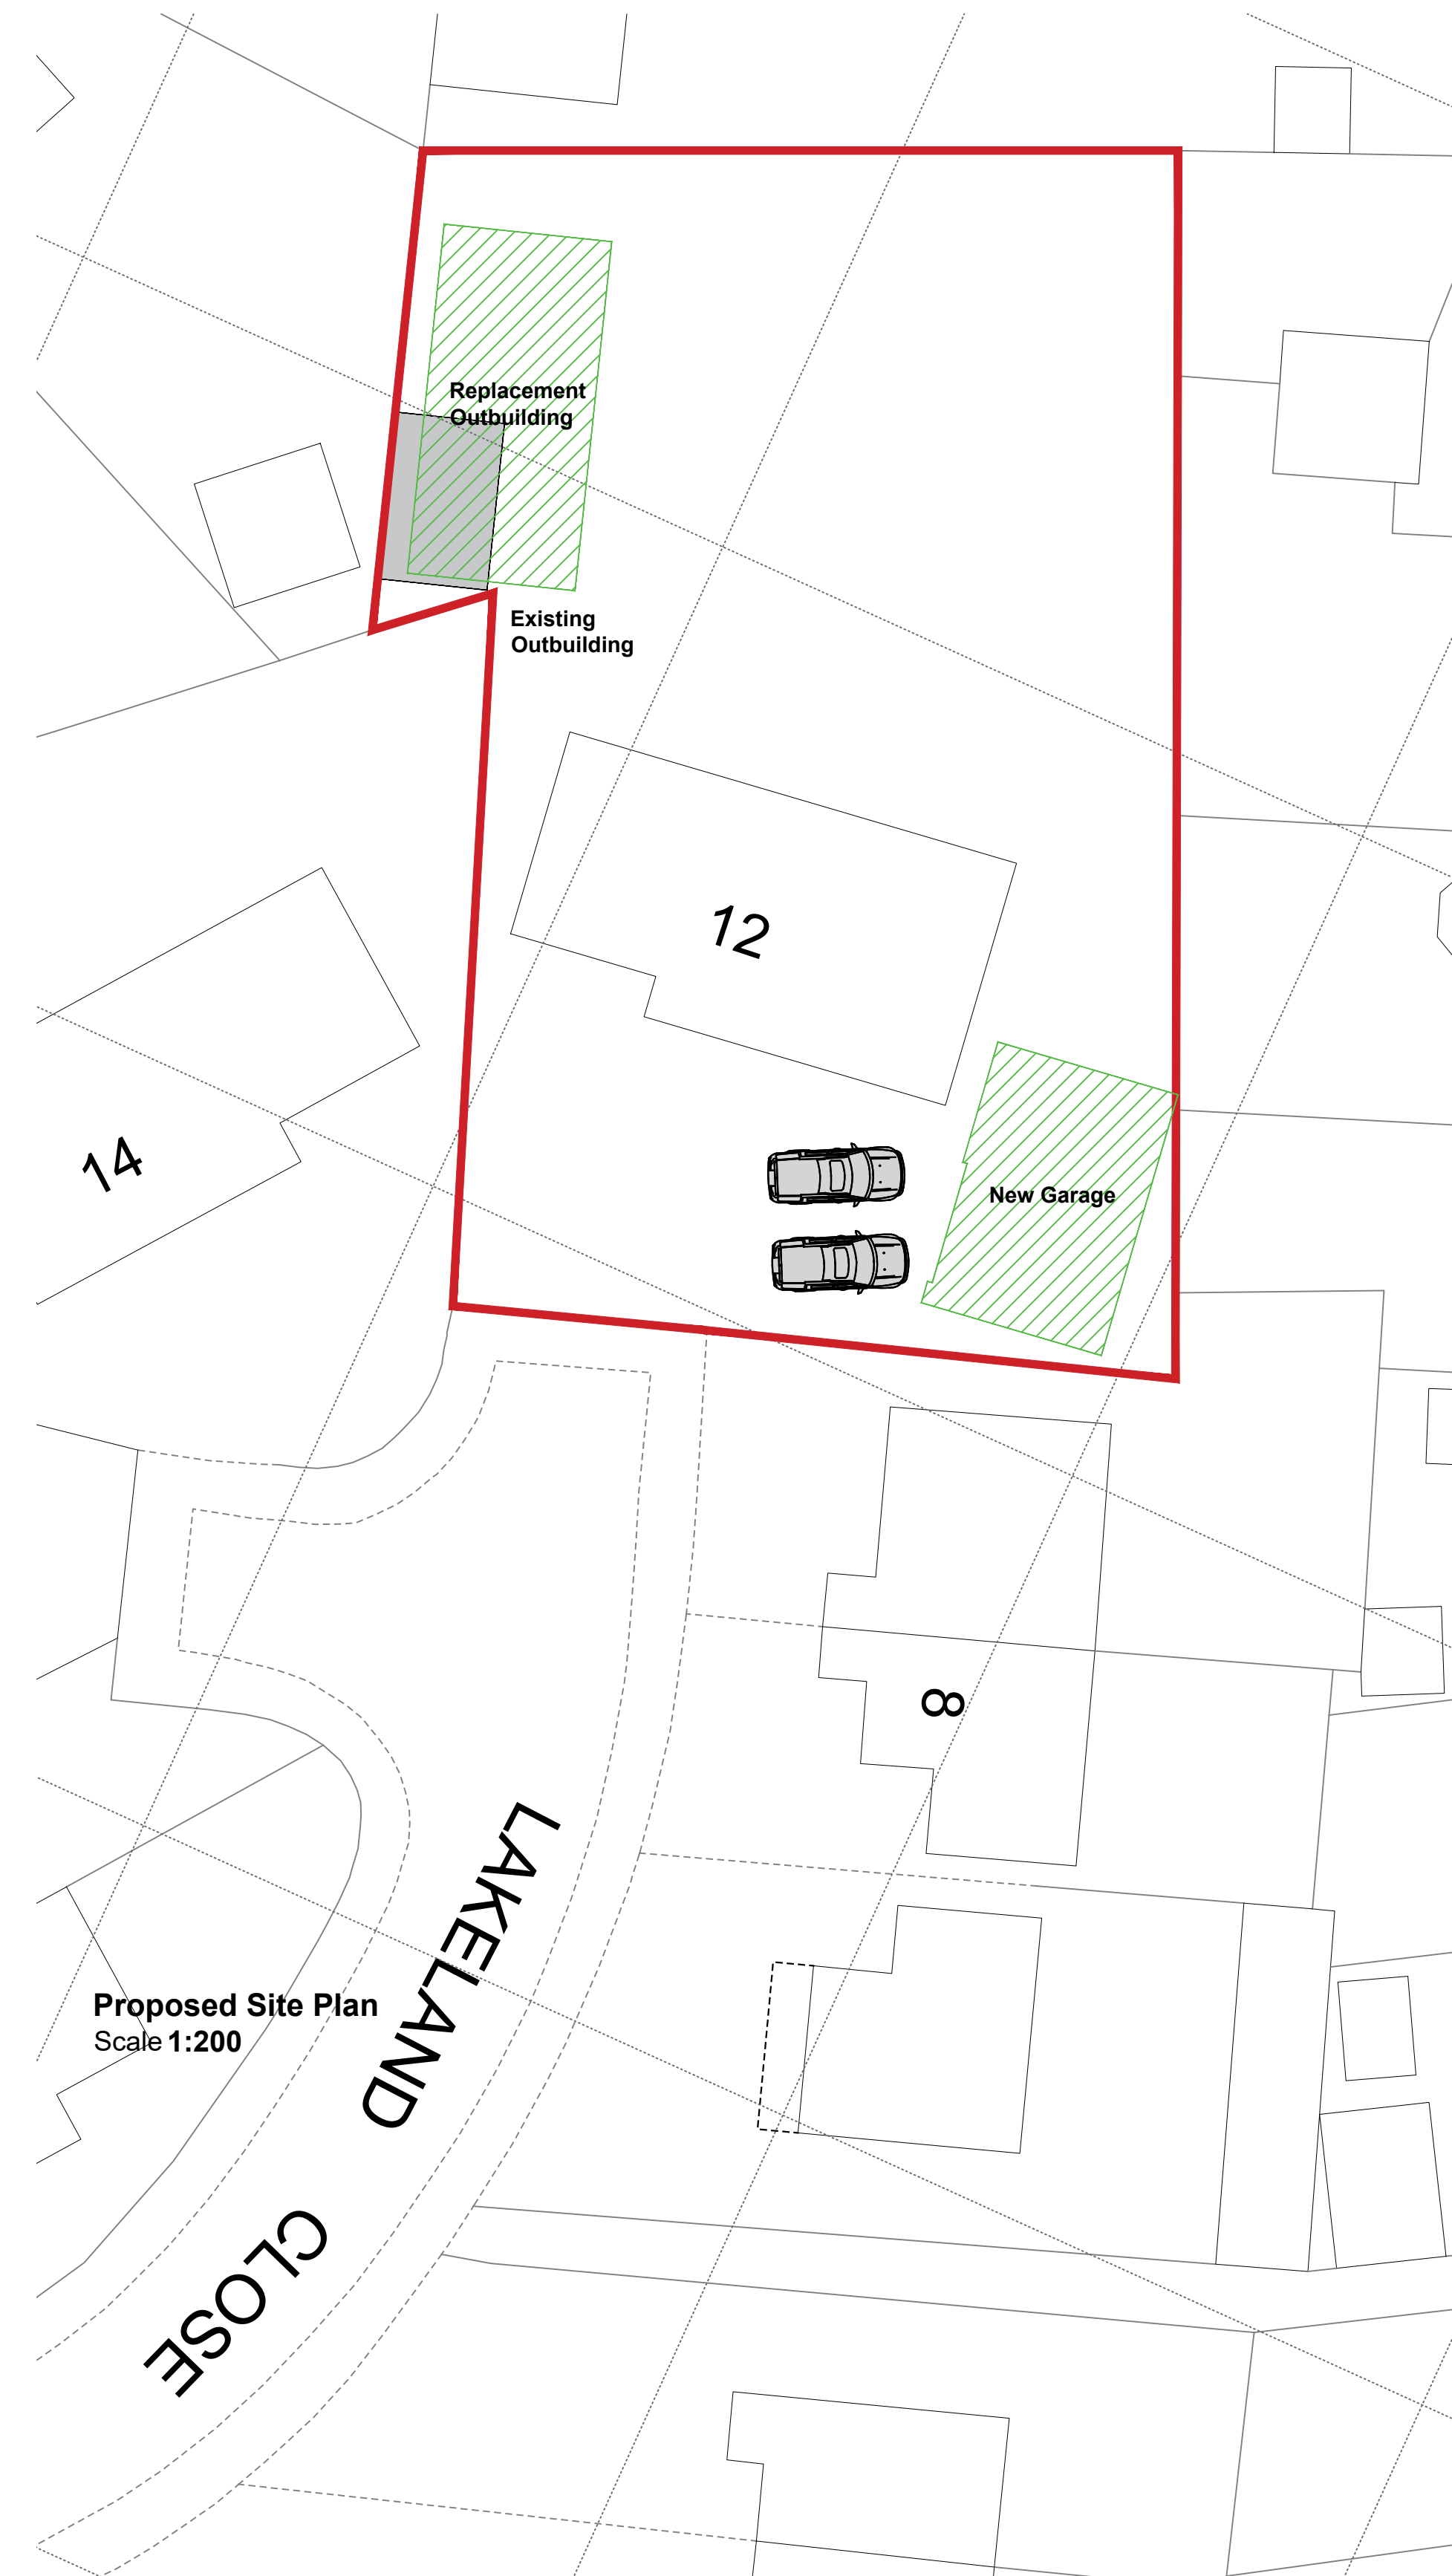 Replacement
Outbuilding
Existing
Outbuilding
12
14
New Garage
8
LAKELAND
CLOSE
Proposed Site Plan
Scale 1:200